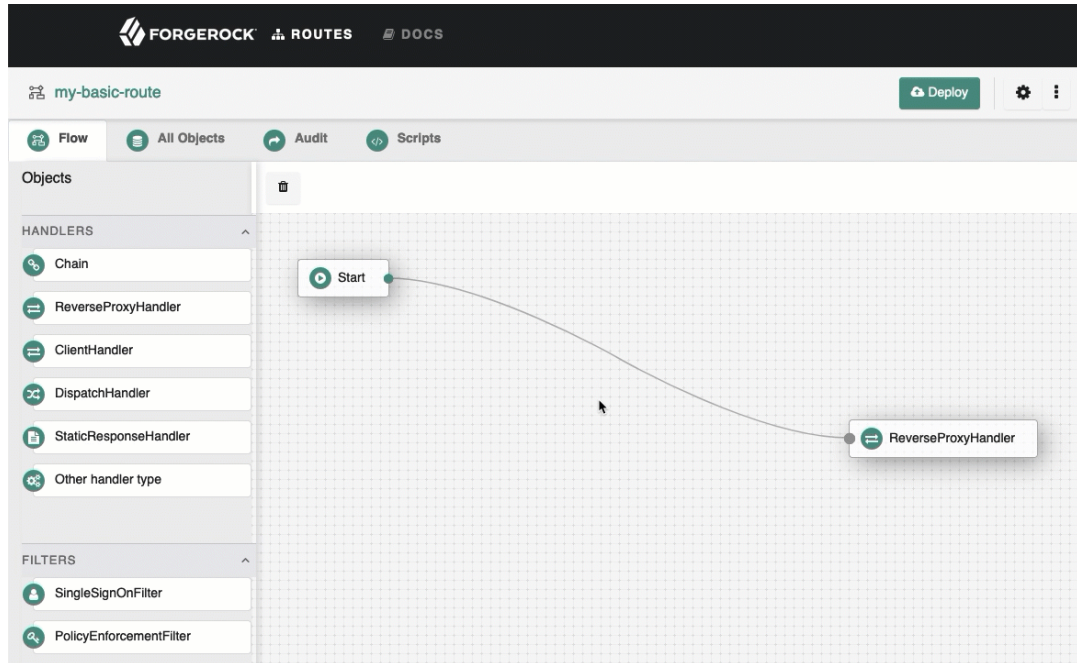 FORGEROCK ROUTES DOCS
my-basic-route Deploy
Flow All Objects Audit Scripts
Objects
HANDLERS
Chain
ReverseProxyHandler
ClientHandler
DispatchHandler
StaticResponseHandler
Other handler type
FILTERS
SingleSignOnFilter
PolicyEnforcementFilter
Start
ReverseProxyHandler